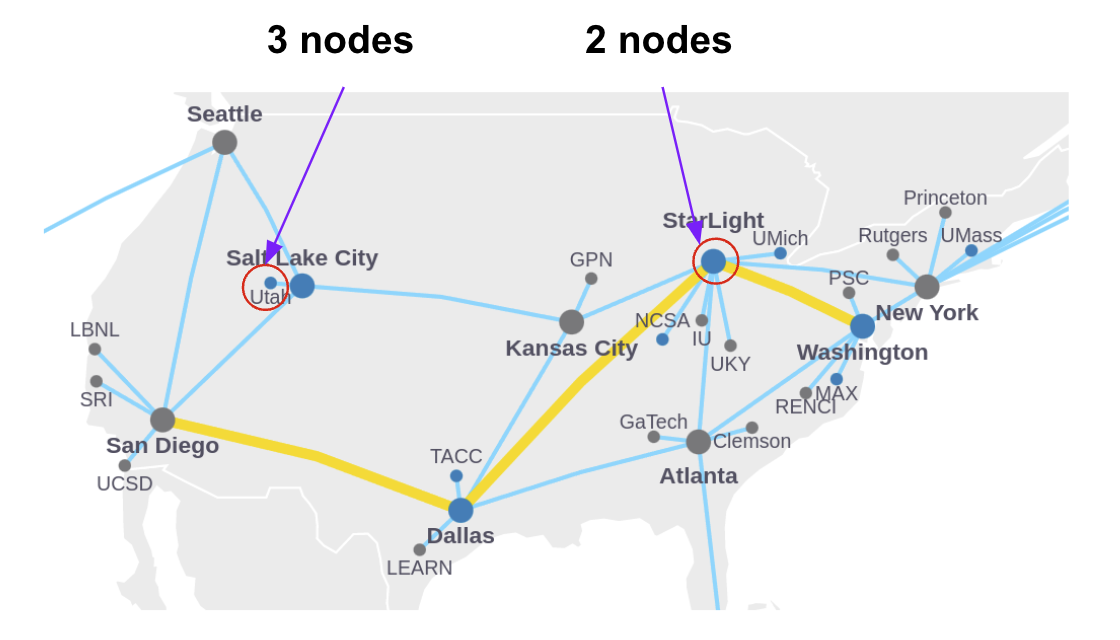 3 nodes
2 nodes
Seattle
Princeton
StarLight
Rutgers
UMass
UMich
Salt Lake City
GPN
PSC
Utah
New York
NCSA
LBNL
IU
Kansas City
Washington
UKY
SRI
MAX
RENCI
GaTech
Clemson
San Diego
TACC
Atlanta
UCSD
Dallas
LEARN